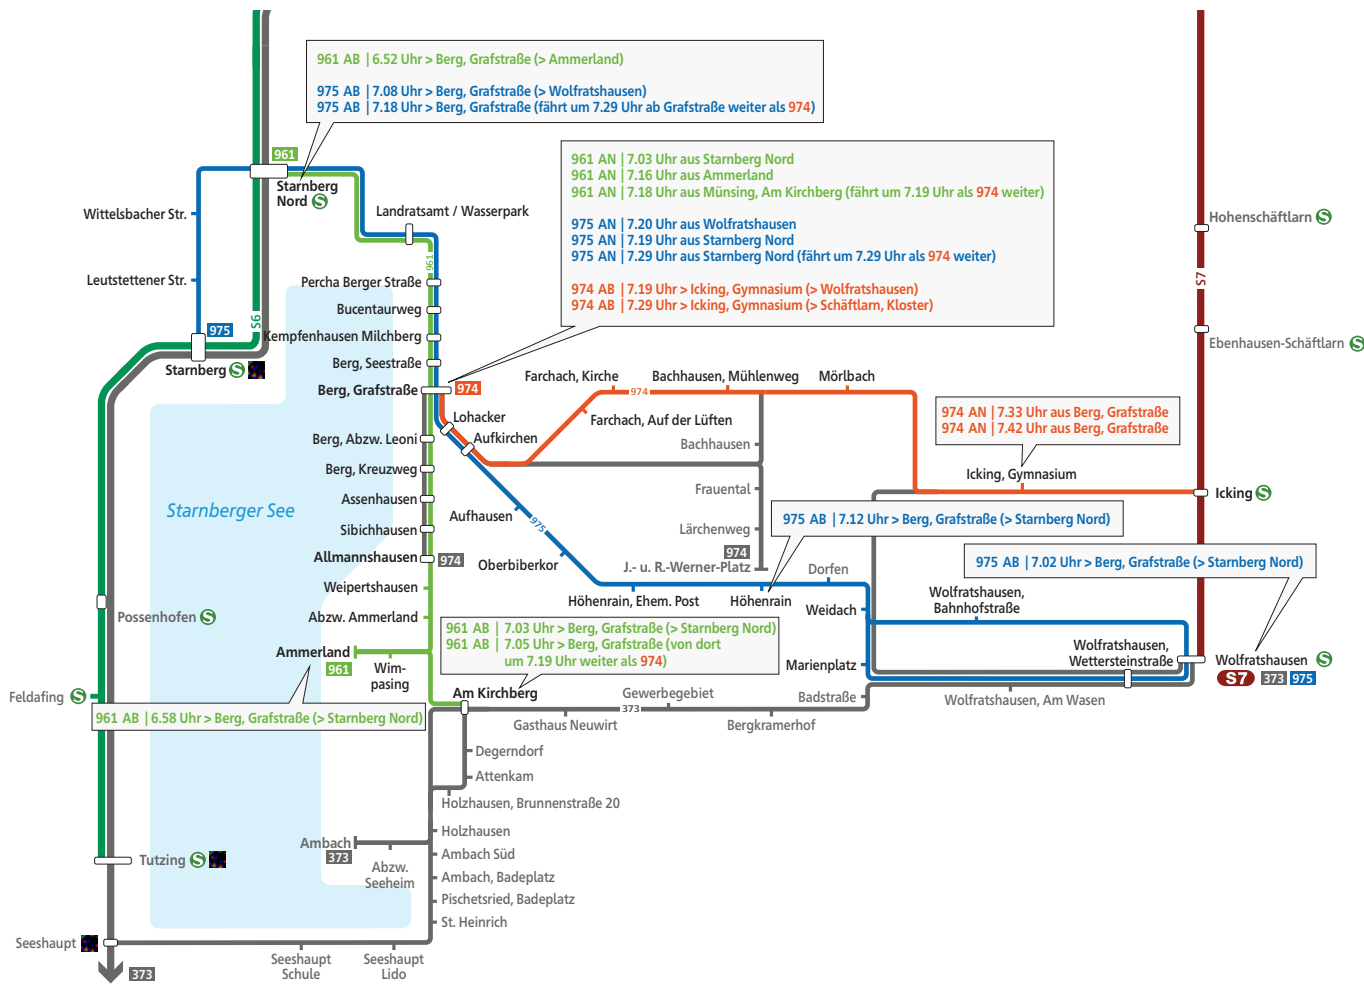 961 AB | 6.52 Uhr > Berg, Grafstraße (> Ammerland)
975 AB | 7.08 Uhr > Berg, Grafstraße (> Wolfratshausen)
975 AB | 7.18 Uhr > Berg, Grafstraße (fährt um 7.29 Uhr ab Grafstraße weiter als 974)
961
Starnberg
Nord S
961 AN | 7.03 Uhr aus Starnberg Nord
961 AN | 7.16 Uhr aus Ammerland
961 AN | 7.18 Uhr aus Münsing, Am Kirchberg (fährt um 7.19 Uhr als 974 weiter)
975 AN | 7.20 Uhr aus Wolfratshausen
975 AN | 7.19 Uhr aus Starnberg Nord
975 AN | 7.29 Uhr aus Starnberg Nord (fährt um 7.29 Uhr als 974 weiter)
974 AB | 7.19 Uhr > Icking, Gymnasium (> Wolfratshausen)
974 AB | 7.29 Uhr > Icking, Gymnasium (> Schäftlarn, Kloster)
Wittelsbacher Str.
Landratsamt / Wasserpark
Hohenschäftlarn S
961
Leutstettener Str.
Percha Berger Straße
S7
Bucentaurweg
S6
975
Kempfenhausen Milchberg
Ebenhausen-Schäftlarn S
Starnberg S
Berg, Seestraße
Berg, Grafstraße
974
Farchach, Kirche
974
Bachhausen, Mühlenweg
Mörlbach
Lohacker
Farchach, Auf der Lüften
974 AN | 7.33 Uhr aus Berg, Grafstraße
974 AN | 7.42 Uhr aus Berg, Grafstraße
Berg, Abzw. Leoni
Aufkirchen
Bachhausen
Berg, Kreuzweg
Icking, Gymnasium
Frauental
Icking S
Assenhausen
Starnberger See
Aufhausen
975
975 AB | 7.12 Uhr > Berg, Grafstraße (> Starnberg Nord)
Sibichhausen
Lärchenweg
Allmannshausen
974
974
975 AB | 7.02 Uhr > Berg, Grafstraße (> Starnberg Nord)
Oberbiberkor
J.- u. R.-Werner-Platz
Dorfen
Weipertshausen
Höhenrain, Ehem. Post
Höhenrain
Wolfratshausen,
Bahnhofstraße
Weidach
Possenhofen S
Abzw. Ammerland
961 AB | 7.03 Uhr > Berg, Grafstraße (> Starnberg Nord)
961 AB | 7.05 Uhr > Berg, Grafstraße (von dort
um 7.19 Uhr weiter als 974)
Ammerland
961
Wim-
pasing
Marienplatz
Wolfratshausen,
Wettersteinstraße
Wolfratshausen S
S7 373 975
Feldafing S
Am Kirchberg
Gewerbegebiet
Badstraße
Wolfratshausen, Am Wasen
961 AB | 6.58 Uhr > Berg, Grafstraße (> Starnberg Nord)
373
Gasthaus Neuwirt
Bergkramerhof
Degerndorf
Attenkam
Holzhausen, Brunnenstraße 20
Holzhausen
Ambach
373
Ambach Süd
Tutzing S
Abzw.
Seeheim
Ambach, Badeplatz
Pischetsried, Badeplatz
St. Heinrich
Seeshaupt
Seeshaupt
Schule
Seeshaupt
Lido
373